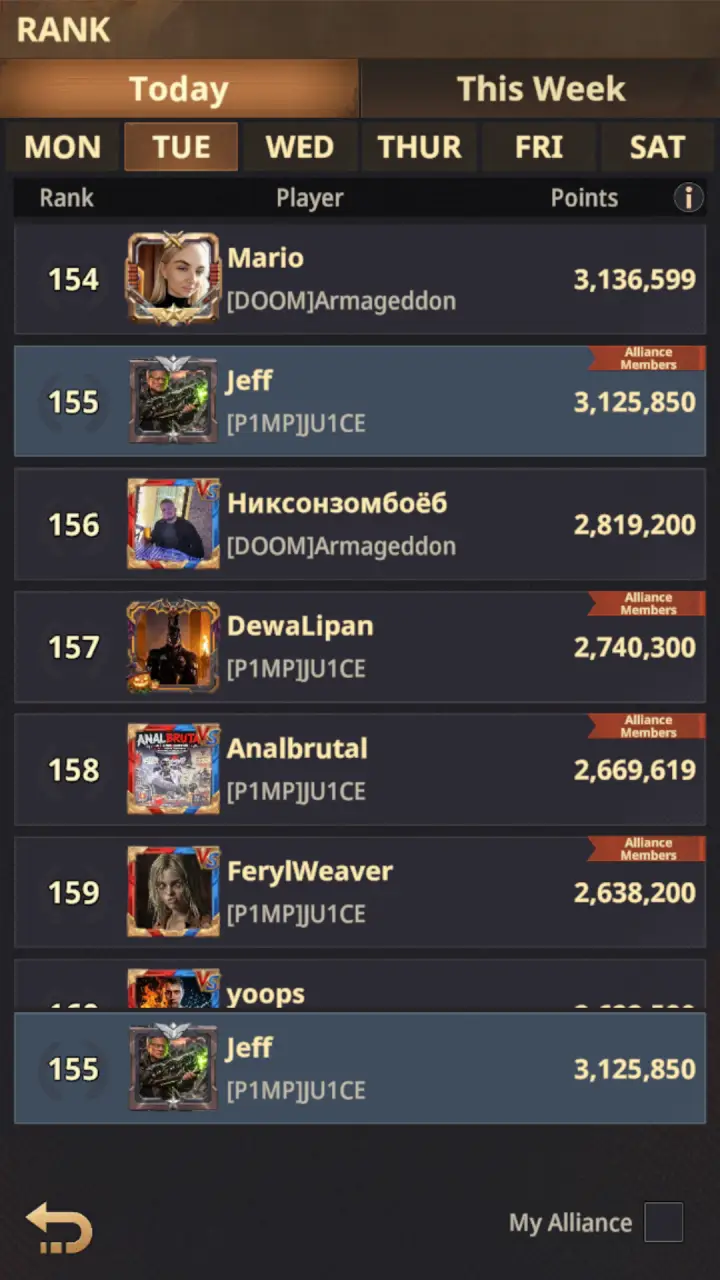 RANK
Today
This Week
MON
TUE
WED
THUR
FRI
SAT
Rank
Player
Points
154
Mario
[DOOM]Armageddon
3,136,599
155
Jeff
[P1MP]JU1CE
Alliance
Members
3,125,850
156
Никсонзомбоёб
[DOOM]Armageddon
2,819,200
157
DewaLipan
[P1MP]JU1CE
Alliance
Members
2,740,300
158
Analbrutal
[P1MP]JU1CE
Alliance
Members
2,669,619
159
FerylWeaver
[P1MP]JU1CE
Alliance
Members
2,638,200
yoops
155
Jeff
[P1MP]JU1CE
3,125,850
My Alliance